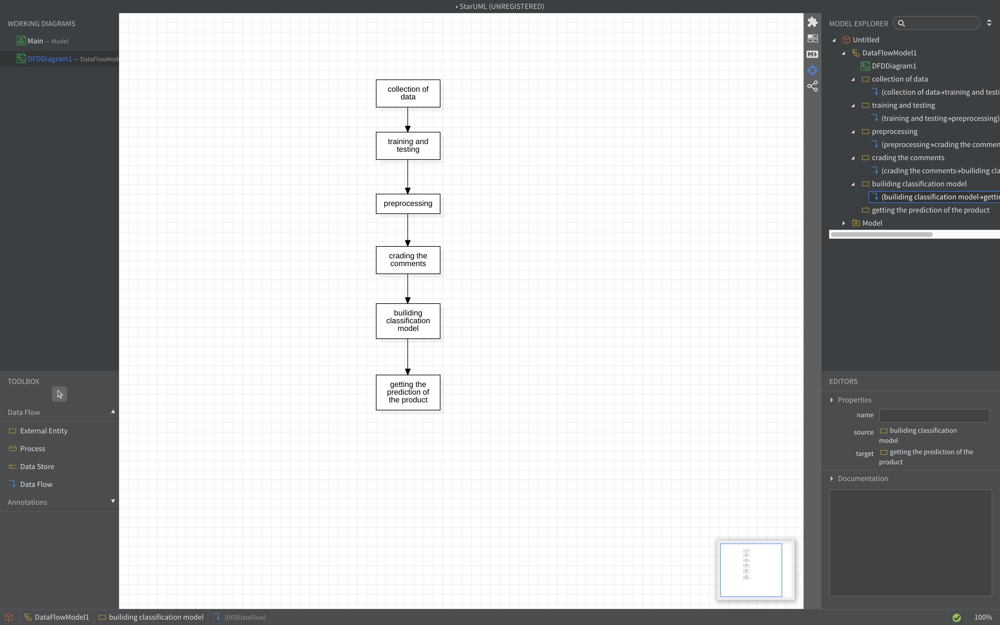 • StarUML (UNREGISTERED)
WORKING DIAGRAMS
Main — Model
DFDDiagram1 — DataFlowMod
TOOLBOX
Data Flow
External Entity
Process
Data Store
Data Flow
Annotations
collection of
data
training and
testing
preprocessing
crading the
comments
builiding
classification
model
getting the
prediction of
the product
MODEL EXPLORER
Untitled
DataFlowModel1
DFDDiagram1
collection of data
(collection of data→training and testi
training and testing
(training and testing→preprocessing)
preprocessing
(preprocessing→crading the commen
crading the comments
(crading the comments→builiding cla
builiding classification model
(builiding classification model→gettin
getting the prediction of the product
Model
EDITORS
Properties
name
source builiding classification
model
target getting the prediction of the
product
Documentation
DataFlowModel1 builiding classification model [DFDDataFlow] 100%